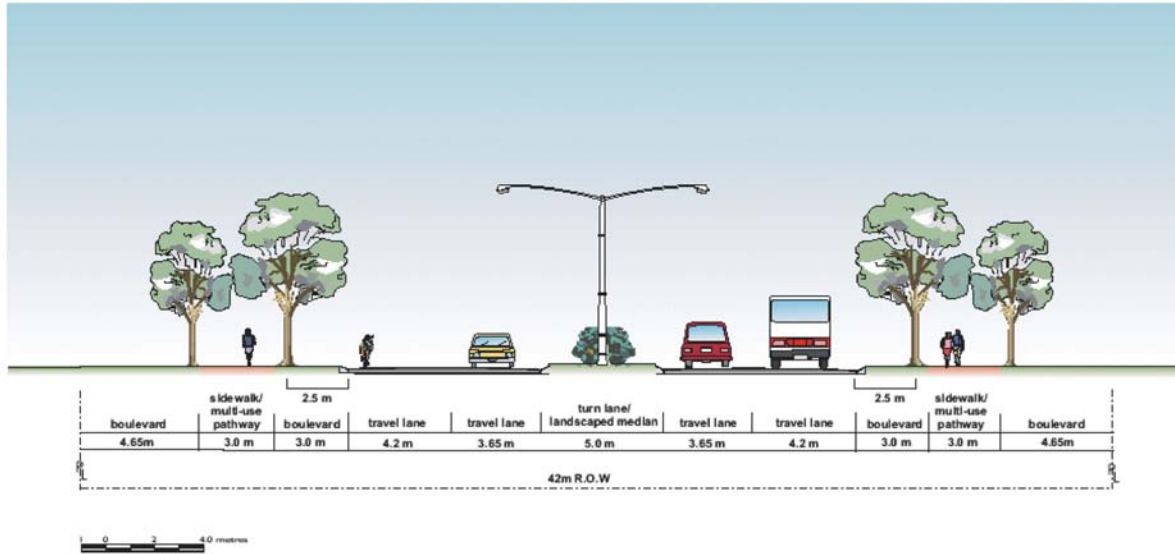 2.5 m
2.5 m
boulevard
sidewalk/
multi-use
pathway
boulevard
travel lane
travel lane
turn lane/
landscaped median
travel lane
travel lane
boulevard
sidewalk/
multi-use
pathway
boulevard
4.65m
3.0 m
3.0 m
4.2 m
3.65m
5.0 m
3.65m
4.2 m
3.0 m
3.0 m
4.65m
42m R.O.W
0 2 4.0 metres